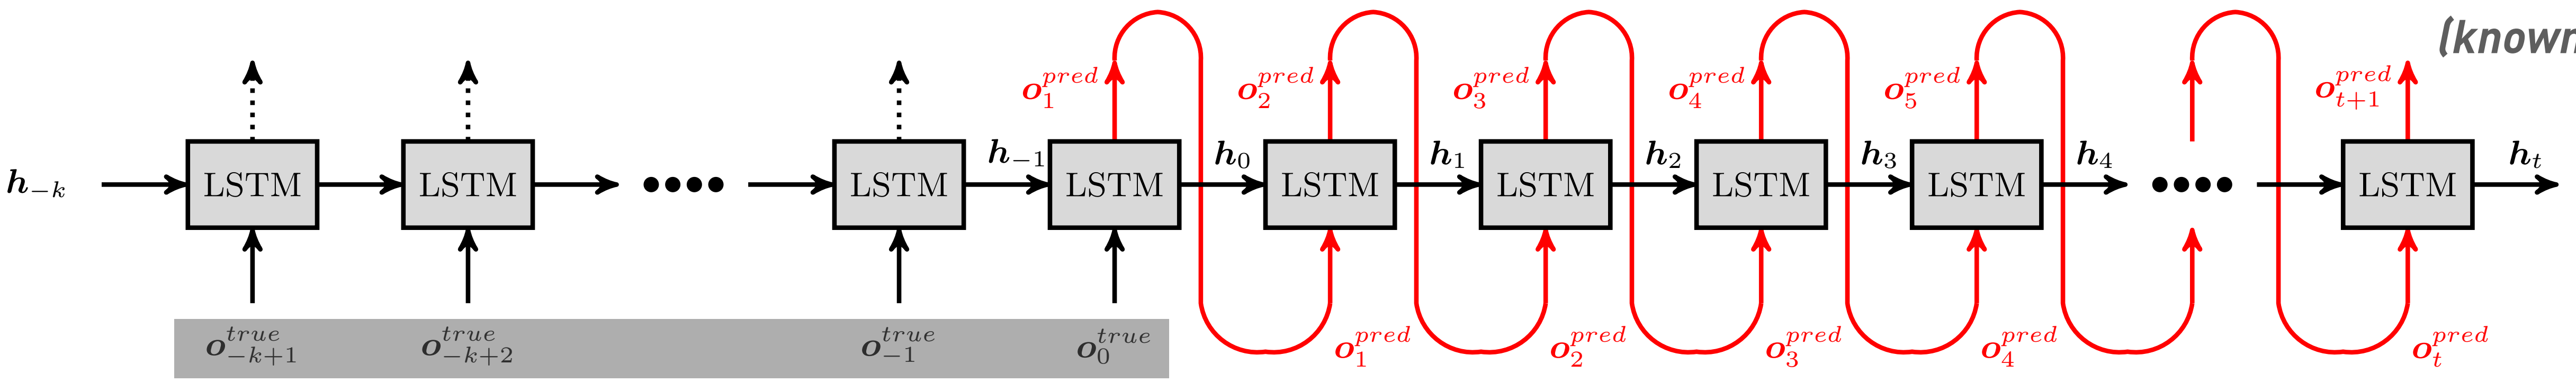 (known
o_1^{pred} o_2^{pred} o_3^{pred} o_4^{pred} o_5^{pred} o_{t+1}^{pred}
h_{-k} LSTM LSTM LSTM h_{-1} LSTM h_0 LSTM h_1 LSTM h_2 LSTM h_3 LSTM h_4 LSTM h_t
o_{-k+1}^{true} o_{-k+2}^{true} o_{-1}^{true} o_0^{true} o_1^{pred} o_2^{pred} o_3^{pred} o_4^{pred} o_t^{pred}